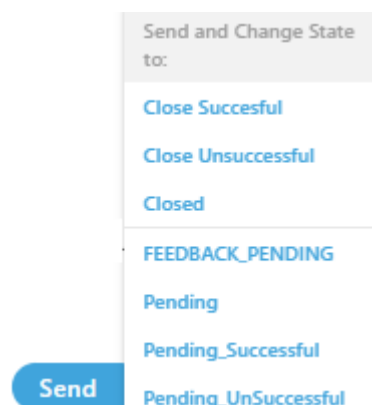 Send and Change State
to:
Close Succesful
Close Unsuccessful
Closed
FEEDBACK_PENDING
Pending
Pending_Successful
Pending_UnSuccessful
Send